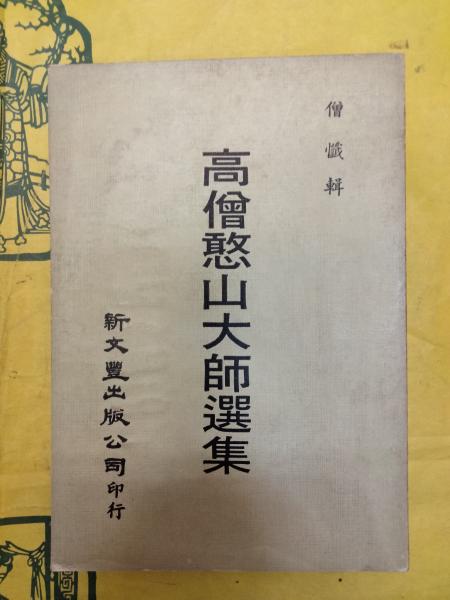 僧懺輯
高僧憨山大師選集
新文豐出版公司印行